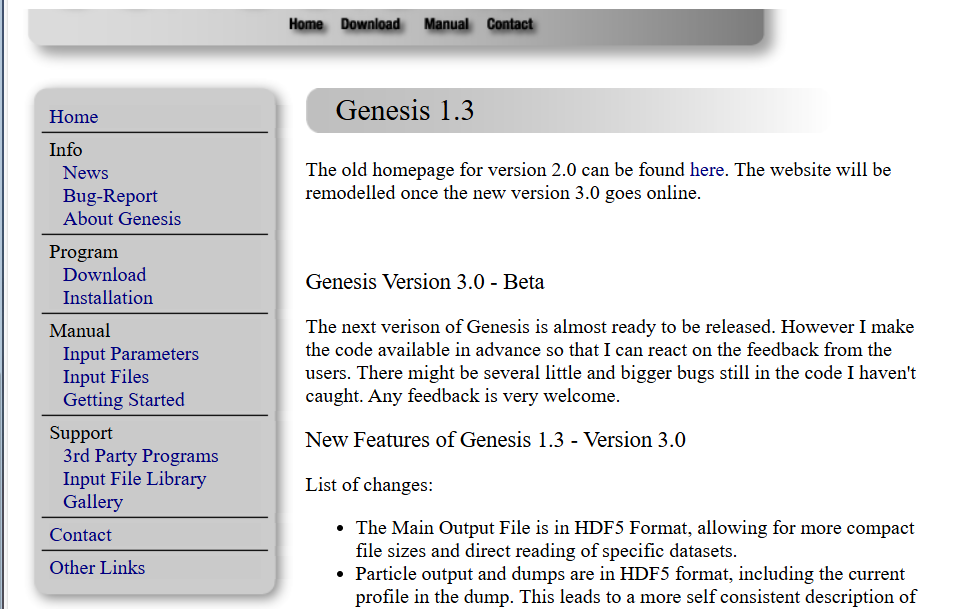 Home Download Manual Contact
Home
Info
News
Bug-Report
About Genesis
Program
Download
Installation
Manual
Input Parameters
Input Files
Getting Started
Support
3rd Party Programs
Input File Library
Gallery
Contact
Other Links
Genesis 1.3
The old homepage for version 2.0 can be found here. The website will be
remodelled once the new version 3.0 goes online.
Genesis Version 3.0 - Beta
The next verison of Genesis is almost ready to be released. However I make
the code available in advance so that I can react on the feedback from the
users. There might be several little and bigger bugs still in the code I haven't
caught. Any feedback is very welcome.
New Features of Genesis 1.3 - Version 3.0
List of changes:
• The Main Output File is in HDF5 Format, allowing for more compact
file sizes and direct reading of specific datasets.
• Particle output and dumps are in HDF5 format, including the current
profile in the dump. This leads to a more self consistent description of